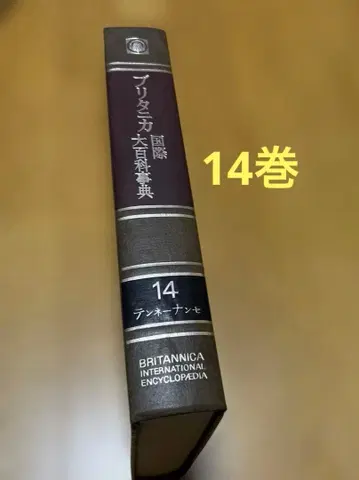 ブリタニカ
国際
大百科事典
14
テンネーナンセ
BRITANNICA
INTERNATIONAL
ENCYCLOPÆDIA
14巻